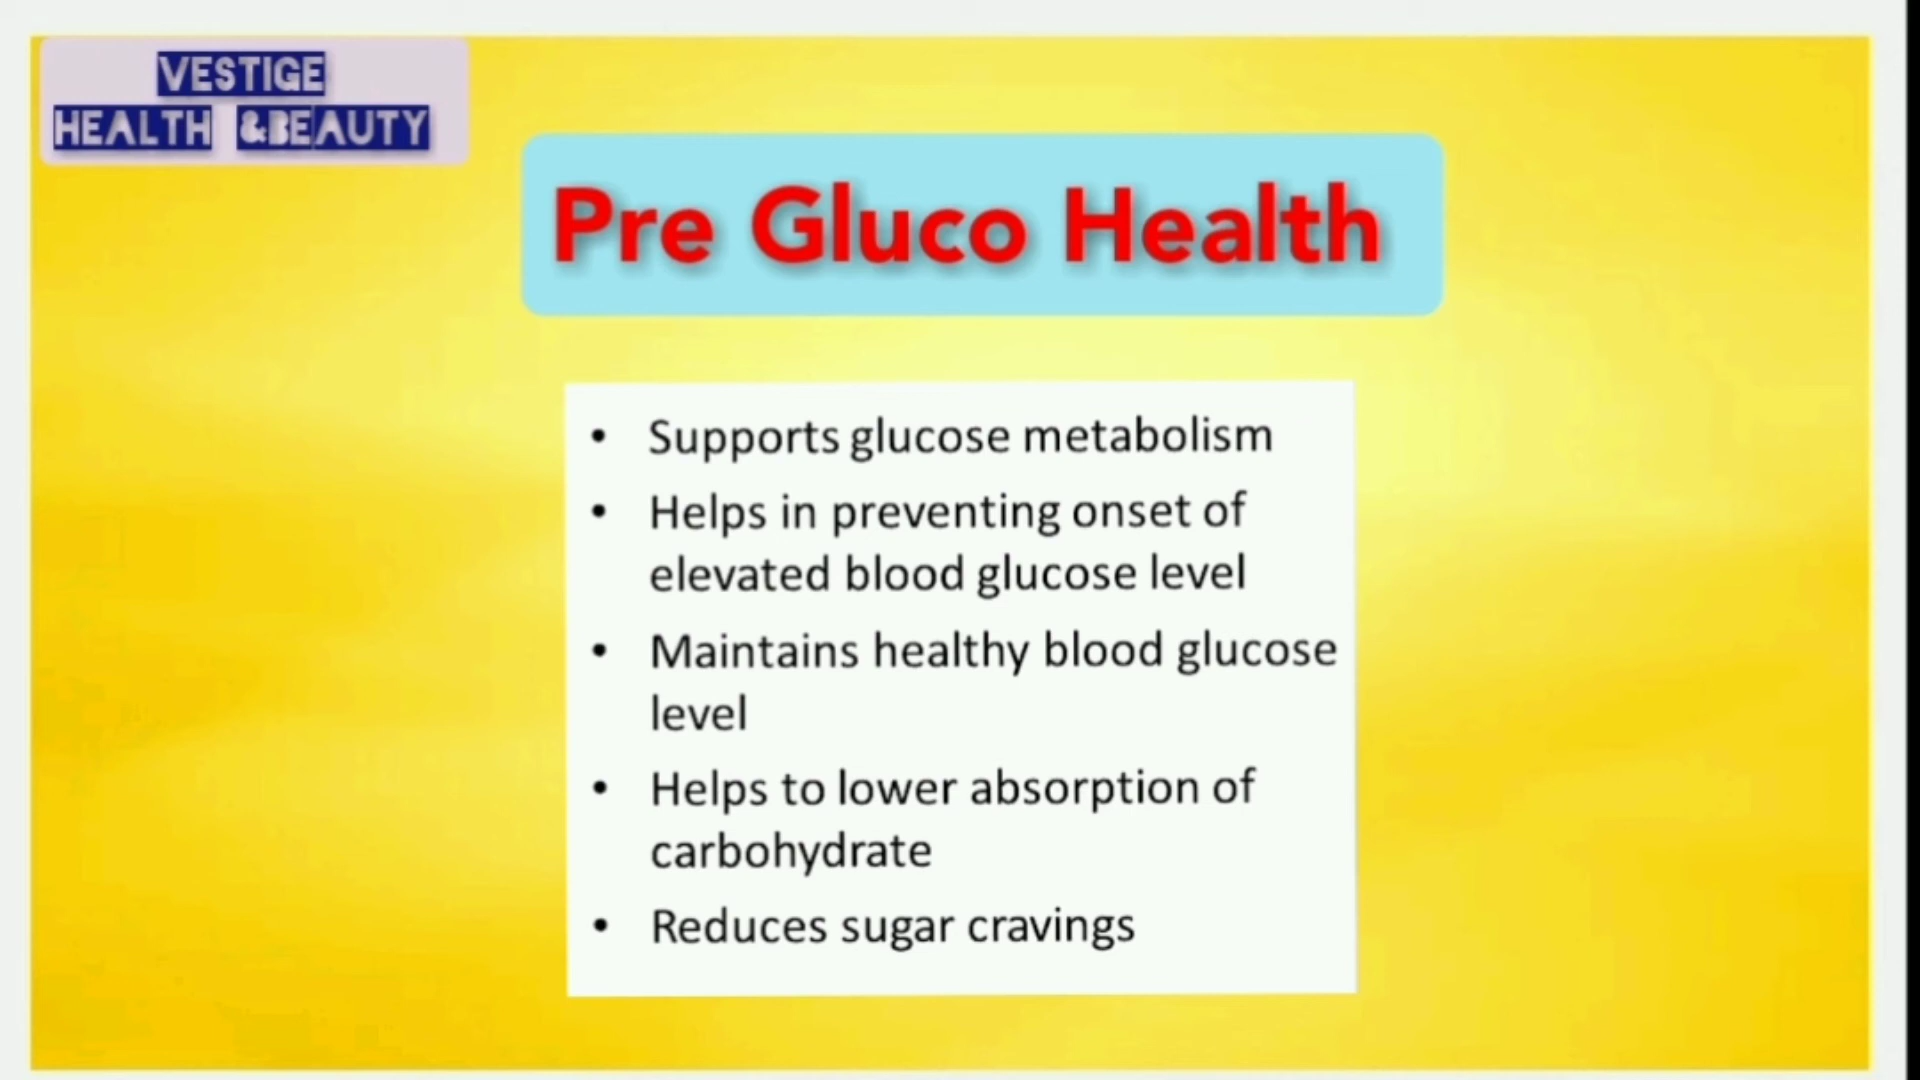 VESTIGE
HEALTH &BEAUTY
Pre Gluco Health
• Supports glucose metabolism
• Helps in preventing onset of
elevated blood glucose level
• Maintains healthy blood glucose
level
• Helps to lower absorption of
carbohydrate
• Reduces sugar cravings